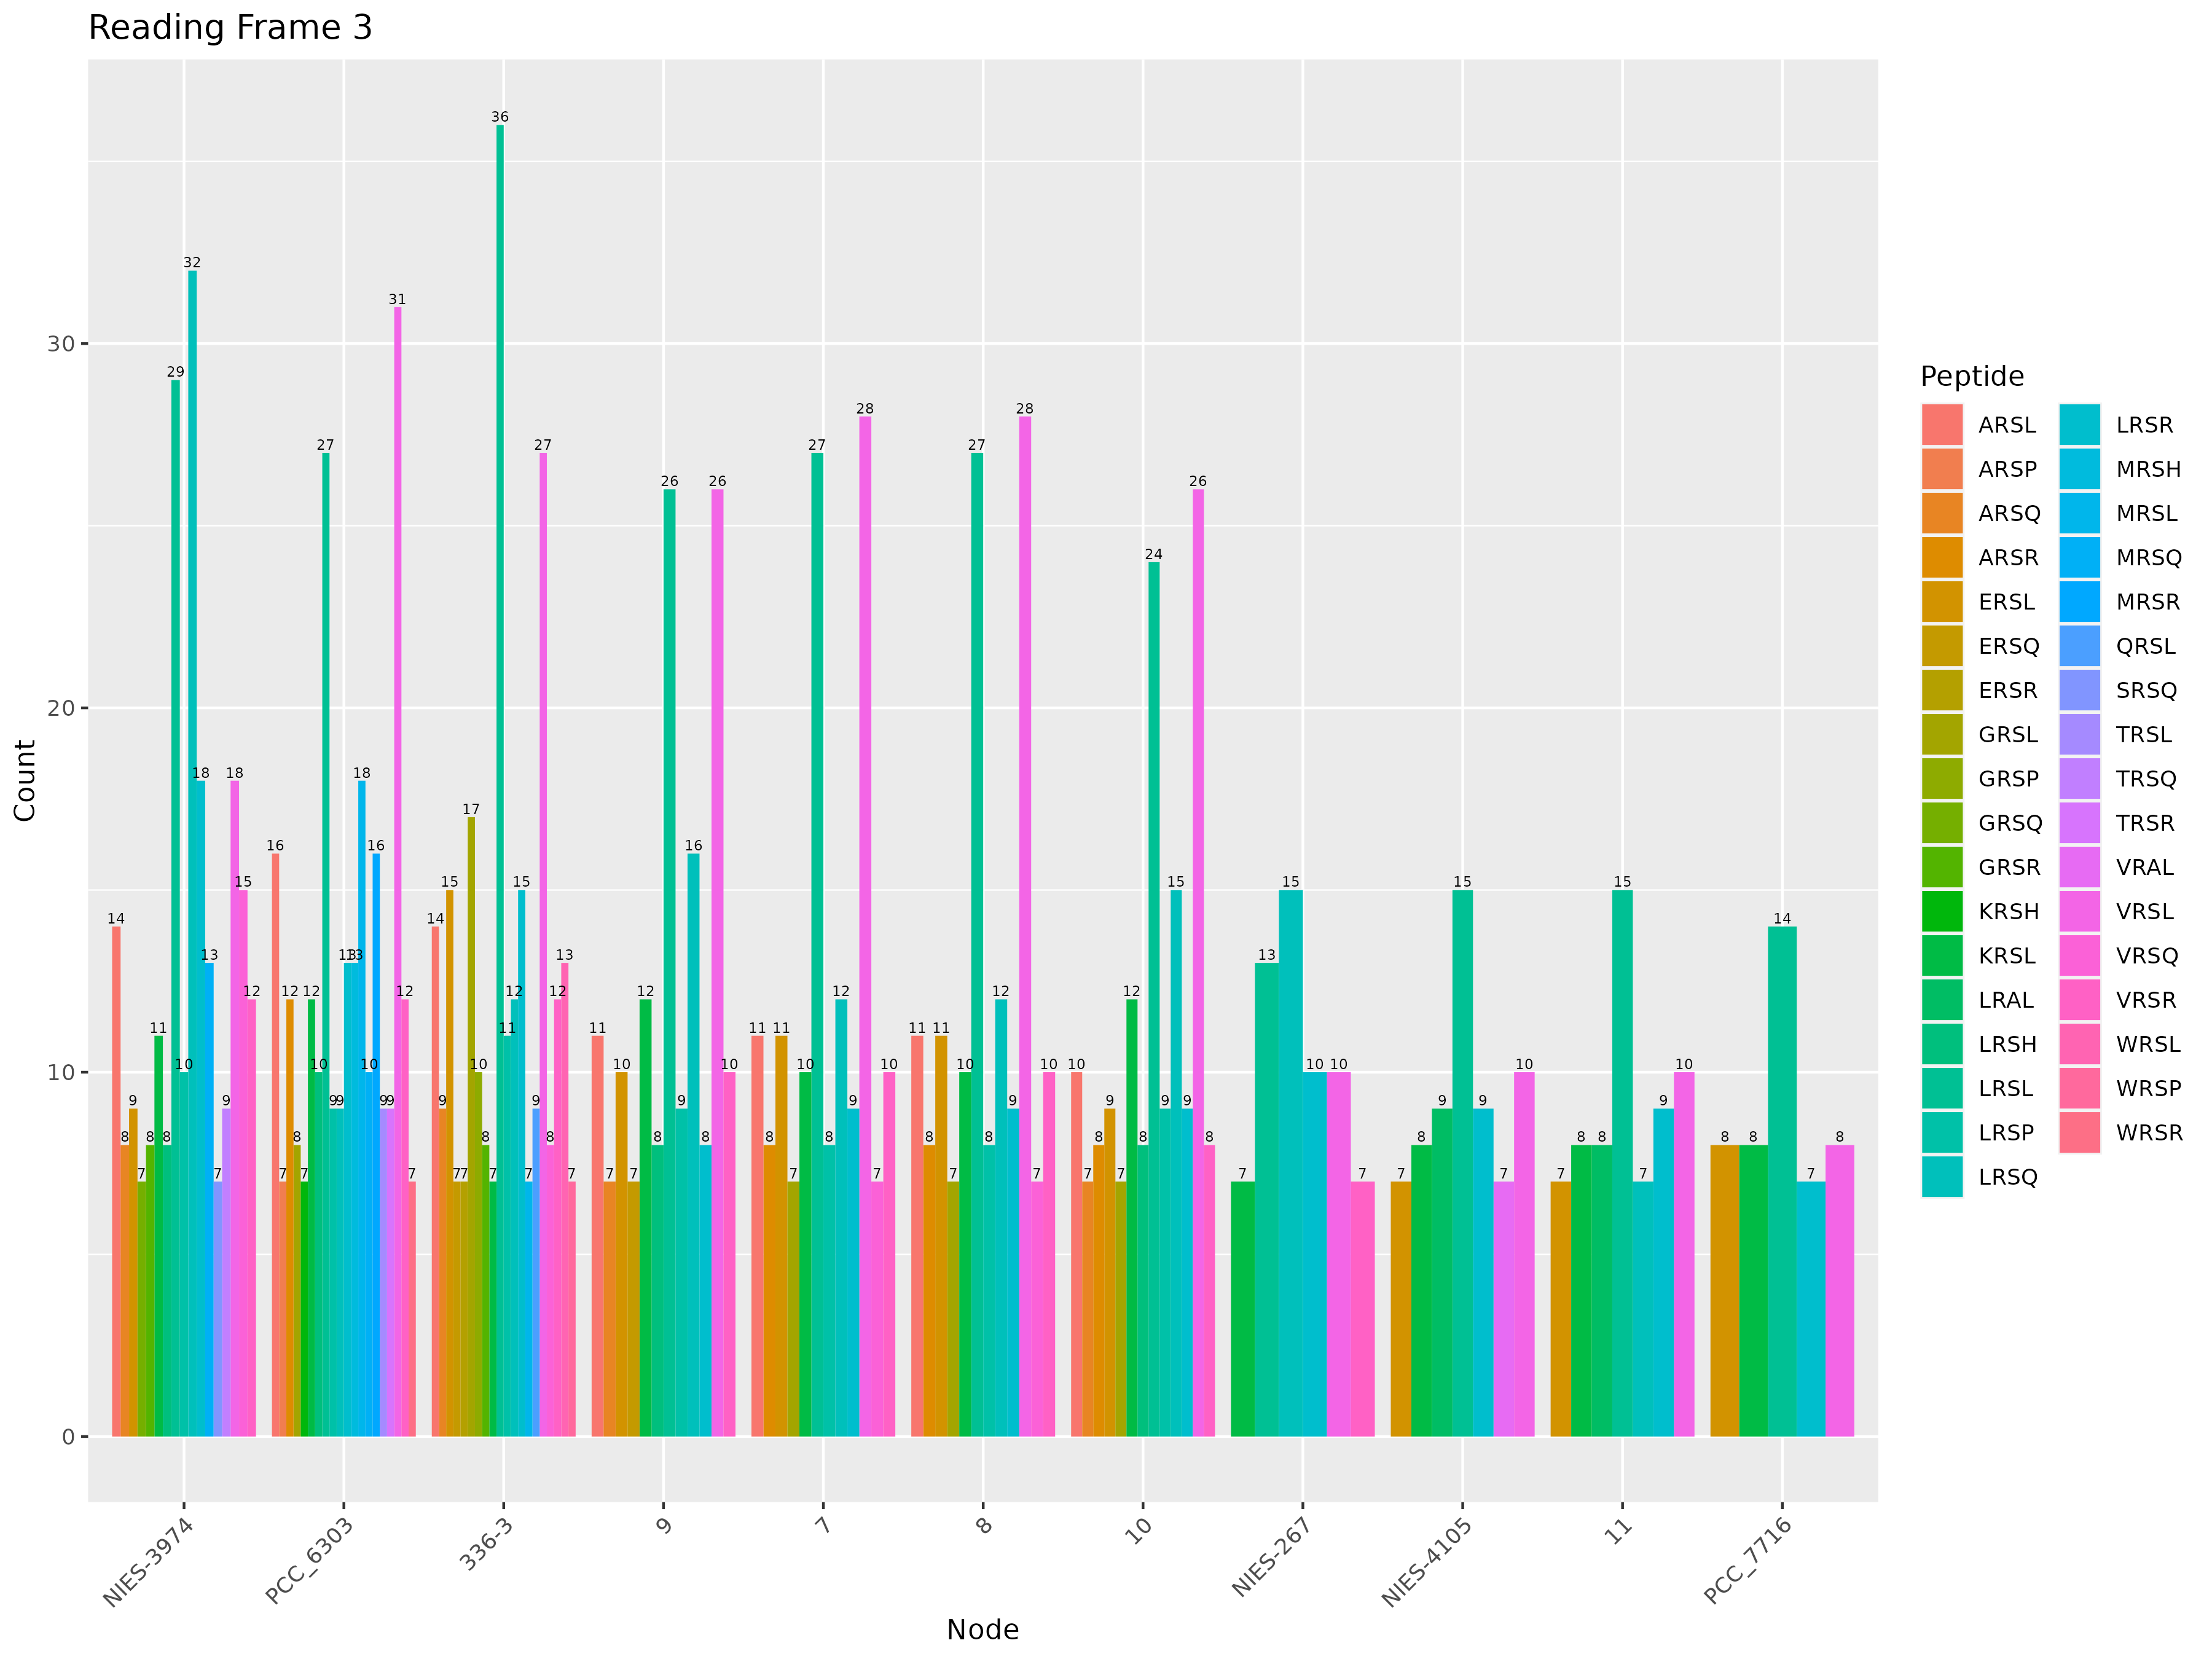 Reading Frame 3
Count
30
20
10
0
14 8 9 7 8 11 8 29 10 32 18 13 7 9 18 15 12
16 7 12 8 7 12 10 27 9 9 13 13 18 10 16 9 9 31 12 7
14 9 15 7 7 17 10 8 7 36 11 12 15 7 9 27 8 12 13 7
11 7 10 7 12 8 26 9 16 8 26 10
11 8 11 7 10 27 8 12 9 28 7 10
11 8 11 7 10 27 8 12 9 28 7 10
10 7 8 9 7 12 8 24 9 15 9 26 8
7 13 15 10 10 7
7 8 9 15 9 7 10
7 8 8 15 7 9 10
8 8 14 7 8
NIES-3974
PCC_6303
336-3
9
7
8
10
NIES-267
NIES-4105
11
PCC_7716
Node
Peptide
ARSL
ARSP
ARSQ
ARSR
ERSL
ERSQ
ERSR
GRSL
GRSP
GRSQ
GRSR
KRSH
KRSL
LRAL
LRSH
LRSL
LRSP
LRSQ
LRSR
MRSH
MRSL
MRSQ
MRSR
QRSL
SRSQ
TRSL
TRSQ
TRSR
VRAL
VRSL
VRSQ
VRSR
WRSL
WRSP
WRSR